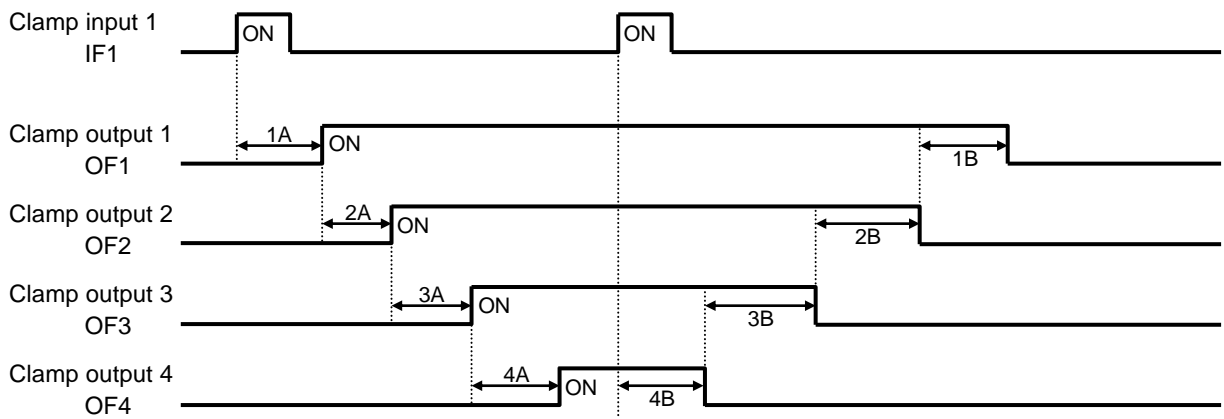 Clamp input 1
IF1
ON
ON
Clamp output 1
OF1
1A
ON
1B
Clamp output 2
OF2
2A
ON
2B
Clamp output 3
OF3
3A
ON
3B
Clamp output 4
OF4
4A
ON
4B